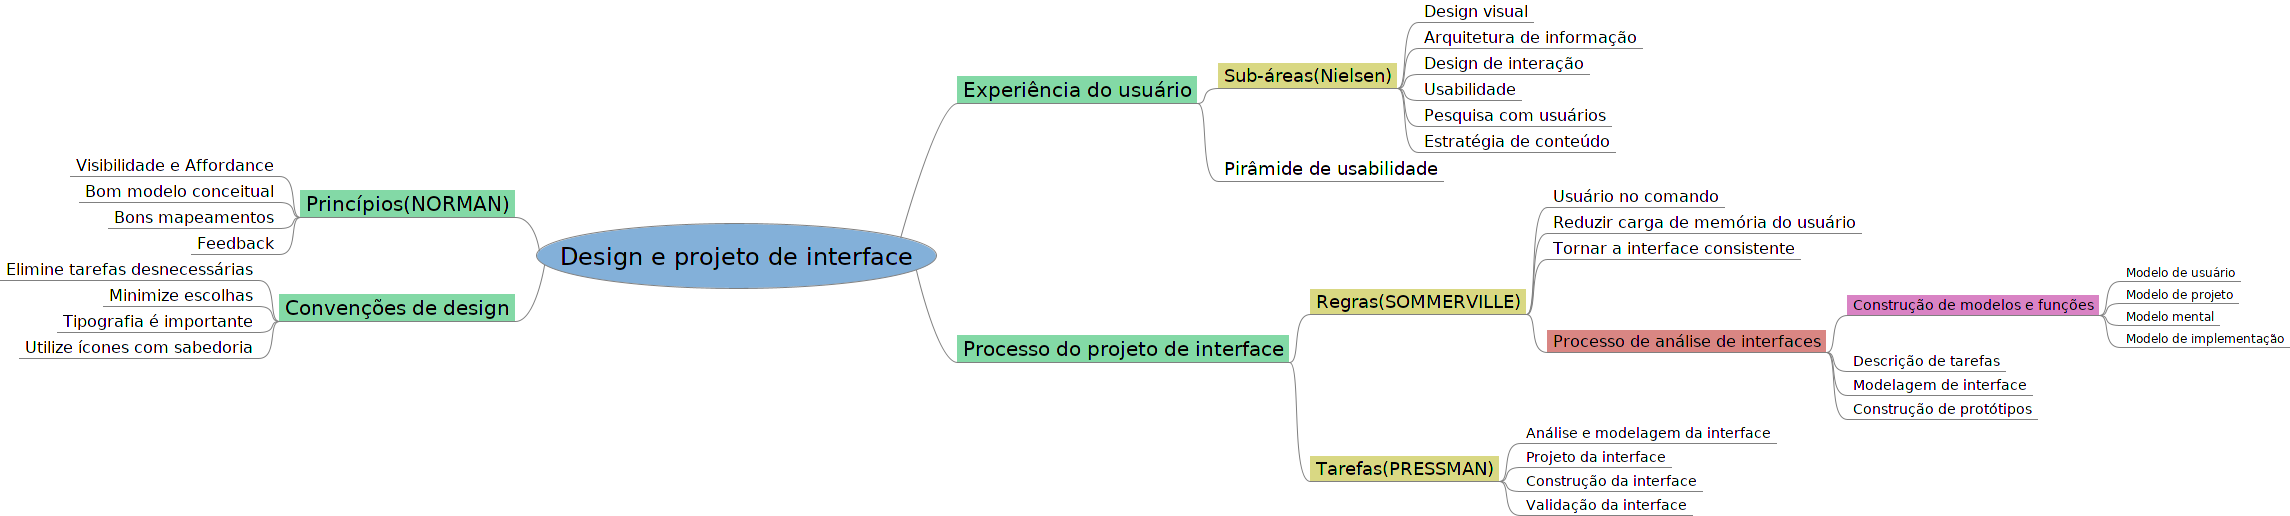 Design e projeto de interface
Princípios(NORMAN)
Visibilidade e Affordance
Bom modelo conceitual
Bons mapeamentos
Feedback
Convenções de design
Elimine tarefas desnecessárias
Minimize escolhas
Tipografia é importante
Utilize ícones com sabedoria
Experiência do usuário
Sub-áreas(Nielsen)
Design visual
Arquitetura de informação
Design de interação
Usabilidade
Pesquisa com usuários
Estratégia de conteúdo
Pirâmide de usabilidade
Processo do projeto de interface
Regras(SOMMERVILLE)
Usuário no comando
Reduzir carga de memória do usuário
Tornar a interface consistente
Processo de análise de interfaces
Construção de modelos e funções
Modelo de usuário
Modelo de projeto
Modelo mental
Modelo de implementação
Descrição de tarefas
Modelagem de interface
Construção de protótipos
Tarefas(PRESSMAN)
Análise e modelagem da interface
Projeto da interface
Construção da interface
Validação da interface